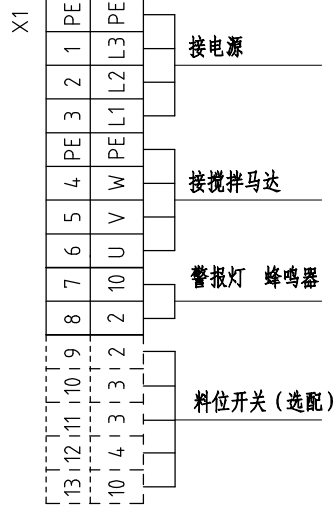 X1
PE PE
1 L3
2 L2
3 L1
接电源
PE PE
4 W
5 V
6 U
接搅拌马达
7 10
8 2
警报灯 蜂鸣器
9 2
10 3
11 3
12 4
13 10
料位开关（选配）